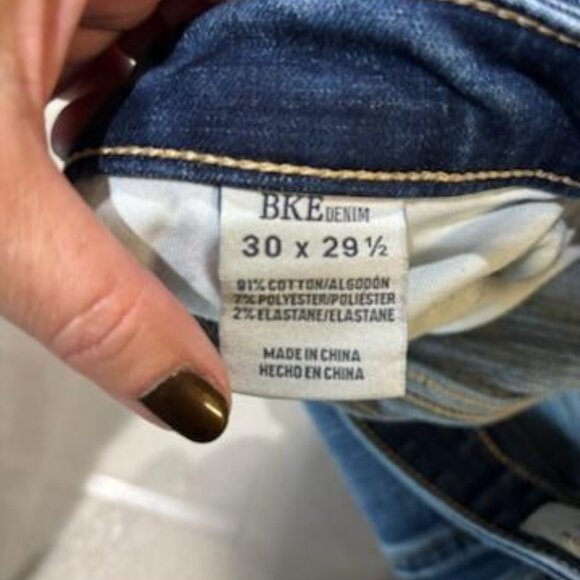 BKE DENIM
30 x 29 ½
91% COTTON/ALGODÓN
7% POLYESTER/POLIÉSTER
2% ELASTANE/ELASTANE
MADE IN CHINA
HECHO EN CHINA